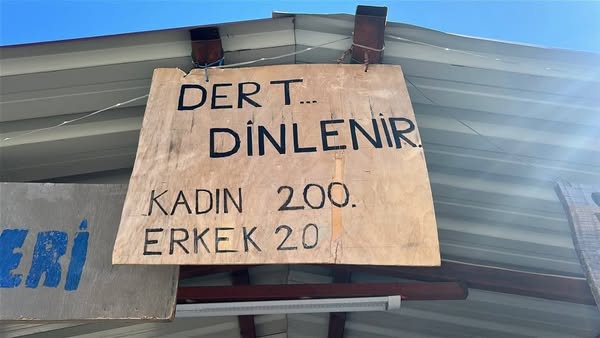 DERT...
DİNLENİR.
KADIN 200.
ERKEK 20
ERİ